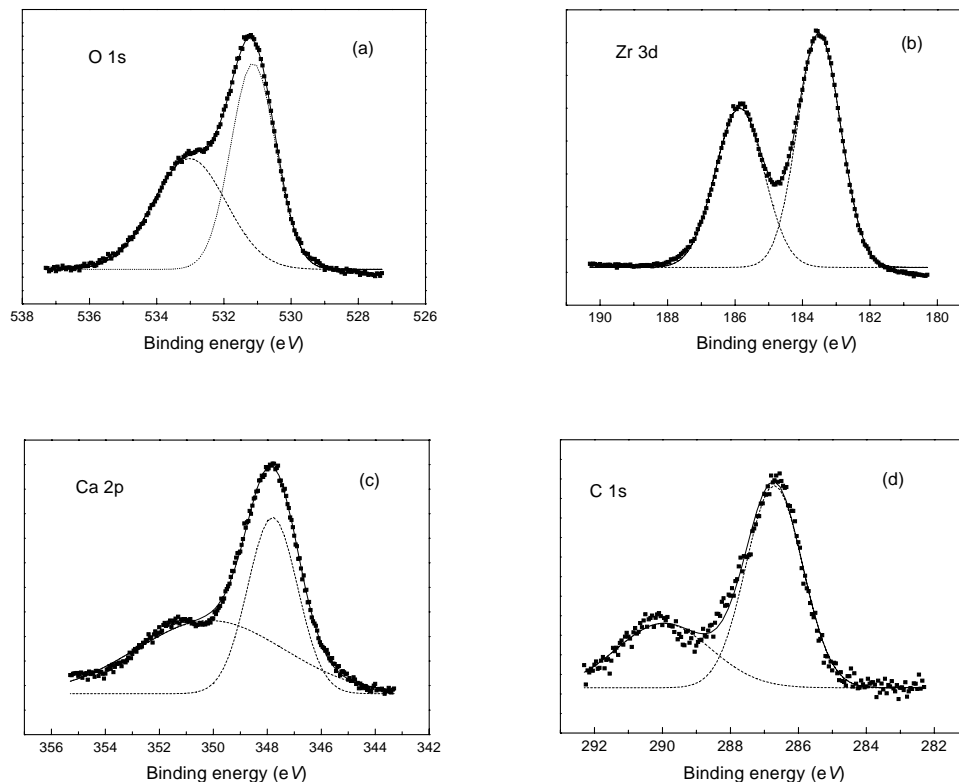 (a)
O 1s
538 536 534 532 530 528 526
Binding energy (eV)
(b)
Zr 3d
190 188 186 184 182 180
Binding energy (eV)
(c)
Ca 2p
356 354 352 350 348 346 344 342
Binding energy (eV)
(d)
C 1s
292 290 288 286 284 282
Binding energy (eV)